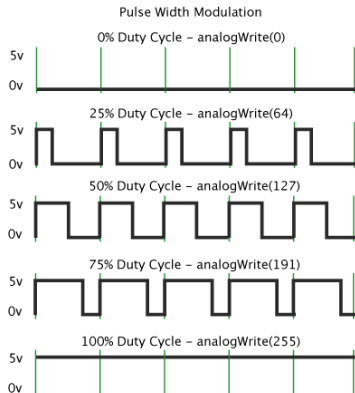 Pulse Width Modulation
0% Duty Cycle – analogWrite(0)
5v
0v
25% Duty Cycle – analogWrite(64)
5v
0v
50% Duty Cycle – analogWrite(127)
5v
0v
75% Duty Cycle – analogWrite(191)
5v
0v
100% Duty Cycle – analogWrite(255)
5v
0v